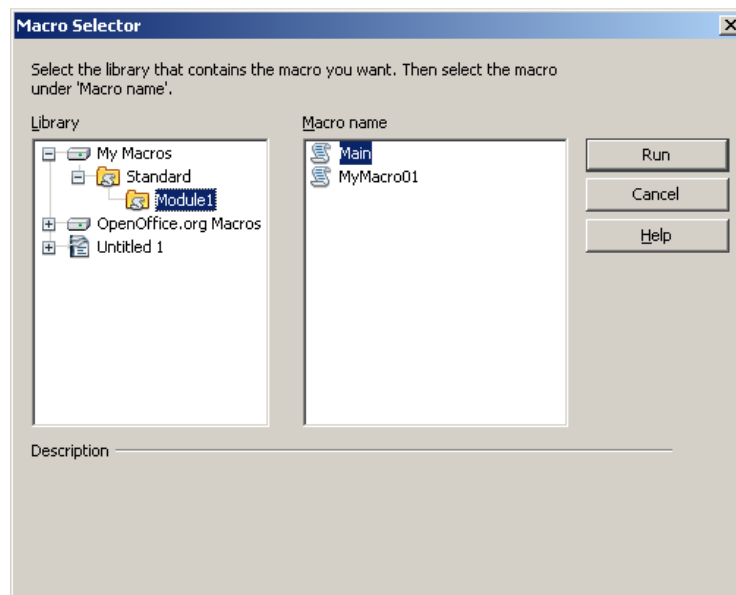 Macro Selector
Select the library that contains the macro you want. Then select the macro
under 'Macro name'.
Library
Macro name
My Macros
Standard
Module1
OpenOffice.org Macros
Untitled 1
Main
MyMacro01
Run
Cancel
Help
Description